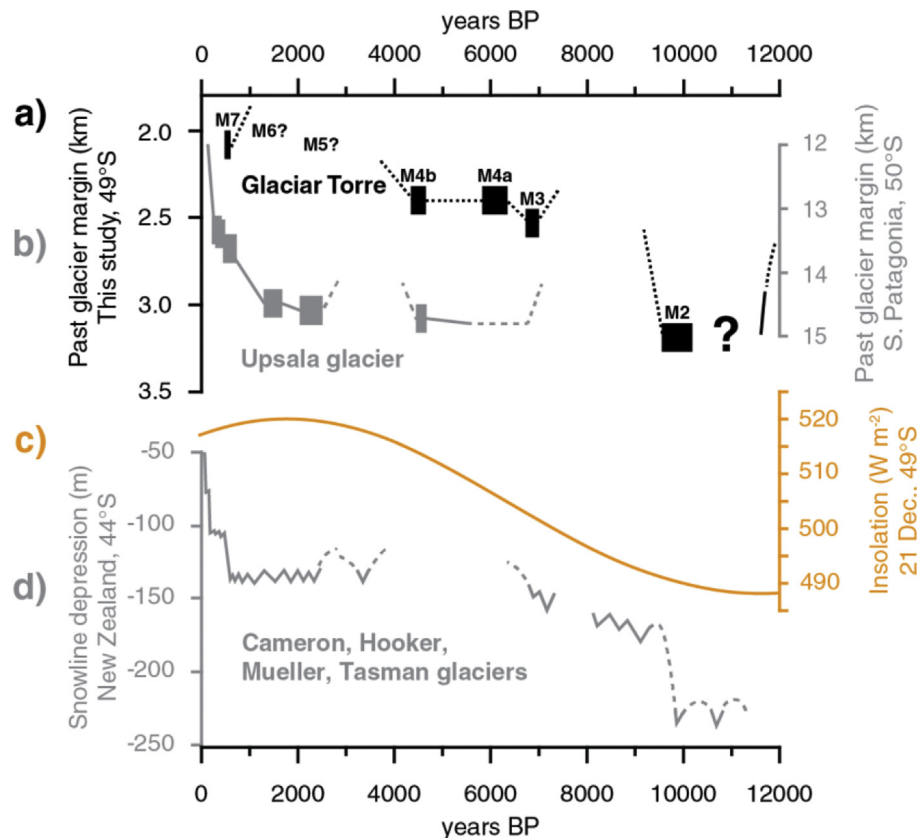 years BP
0 2000 4000 6000 8000 10000 12000
a)
Past glacier margin (km)
This study, 49°S
2.0
2.5
3.0
3.5
M7
M6?
M5?
Glaciar Torre
M4b
M4a
M3
M2
?
12
13
14
15
Past glacier margin (km)
S. Patagonia, 50°S
b)
Upsala glacier
c)
520
510
500
490
Insolation (W m-2)
21 Dec., 49°S
d)
Snowline depression (m)
New Zealand, 44°S
-50
-100
-150
-200
-250
Cameron, Hooker,
Mueller, Tasman glaciers
0 2000 4000 6000 8000 10000 12000
years BP